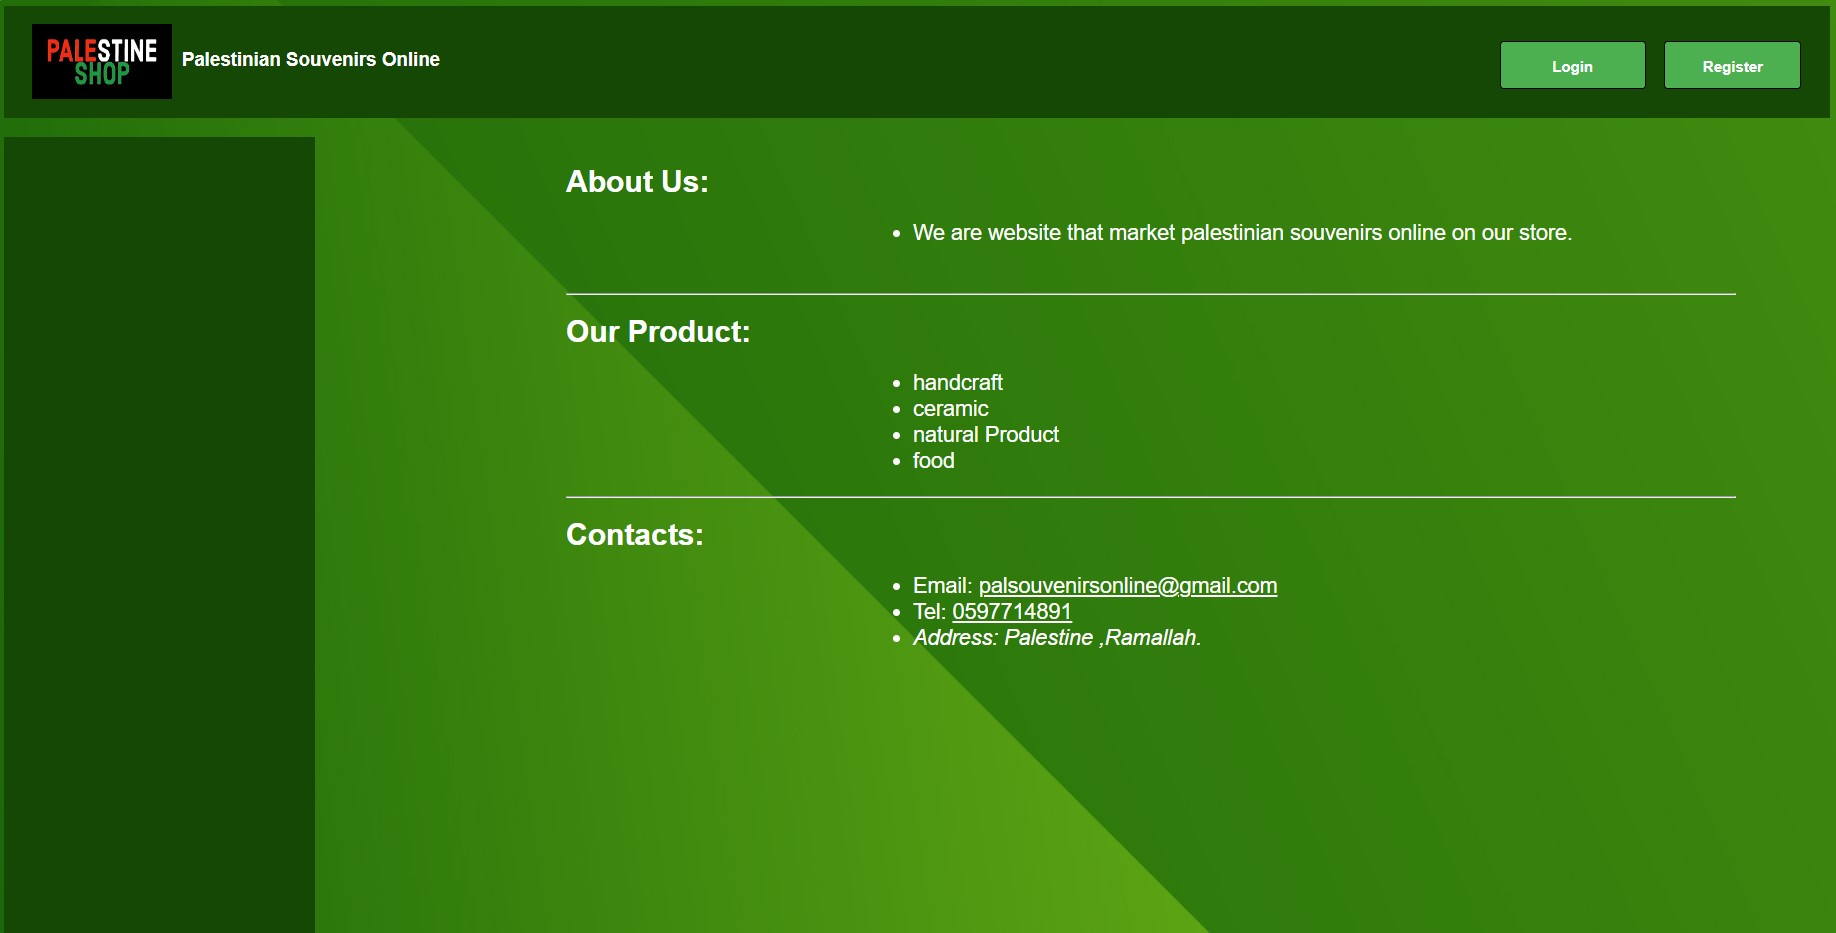 PALESTINE
SHOP
Palestinian Souvenirs Online
Login
Register
About Us:
We are website that market palestinian souvenirs online on our store.
Our Product:
handcraft
ceramic
natural Product
food
Contacts:
Email: palsouvenirsonline@gmail.com
Tel: 0597714891
Address: Palestine ,Ramallah.